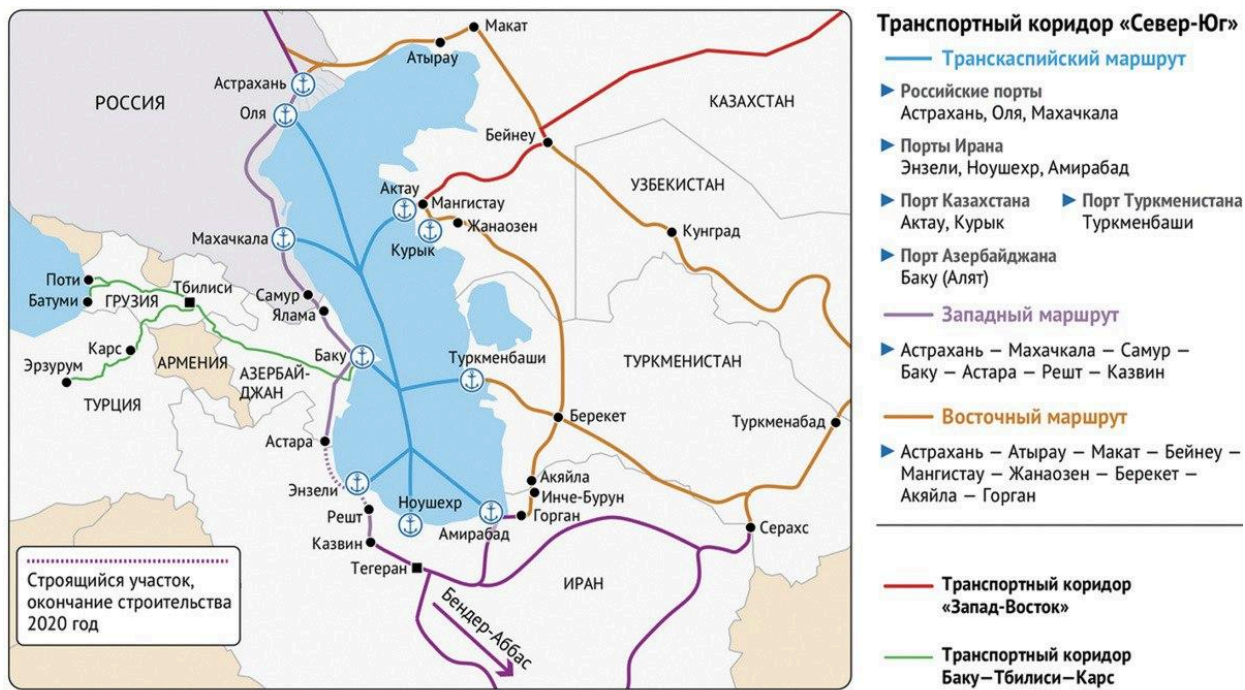 Макат
Атырау
Астрахань
РОССИЯ
Оля
КАЗАХСТАН
Бейнеу
УЗБЕКИСТАН
Актау
Мангистау
Жанаозен
Курык
Кунград
Махачкала
Поти
Тбилиси
Батуми
ГРУЗИЯ
Самур
Ялама
Карс
АРМЕНИЯ
Баку
Туркменбаши
ТУРКМЕНИСТАН
Эрзурум
АЗЕРБАЙ-
ДЖАН
ТУРЦИЯ
Берекет
Туркменабад
Астара
Акяйла
Энзели
Инче-Бурун
Ноушехр
Решт
Горган
Амирабад
Серахс
Казвин
Тегеран
ИРАН
Бендер-Аббас
Строящийся участок,
окончание строительства
2020 год
Транспортный коридор «Север-Юг»
Транскаспийский маршрут
Российские порты
Астрахань, Оля, Махачкала
Порты Ирана
Энзели, Ноушехр, Амирабад
Порт Казахстана
Актау, Курык
Порт Туркменистана
Туркменбаши
Порт Азербайджана
Баку (Алят)
Западный маршрут
Астрахань — Махачкала — Самур —
Баку — Астара — Решт — Казвин
Восточный маршрут
Астрахань — Атырау — Макат — Бейнеу —
Мангистау — Жанаозен — Берекет —
Акяйла — Горган
Транспортный коридор
«Запад-Восток»
Транспортный коридор
Баку—Тбилиси—Карс